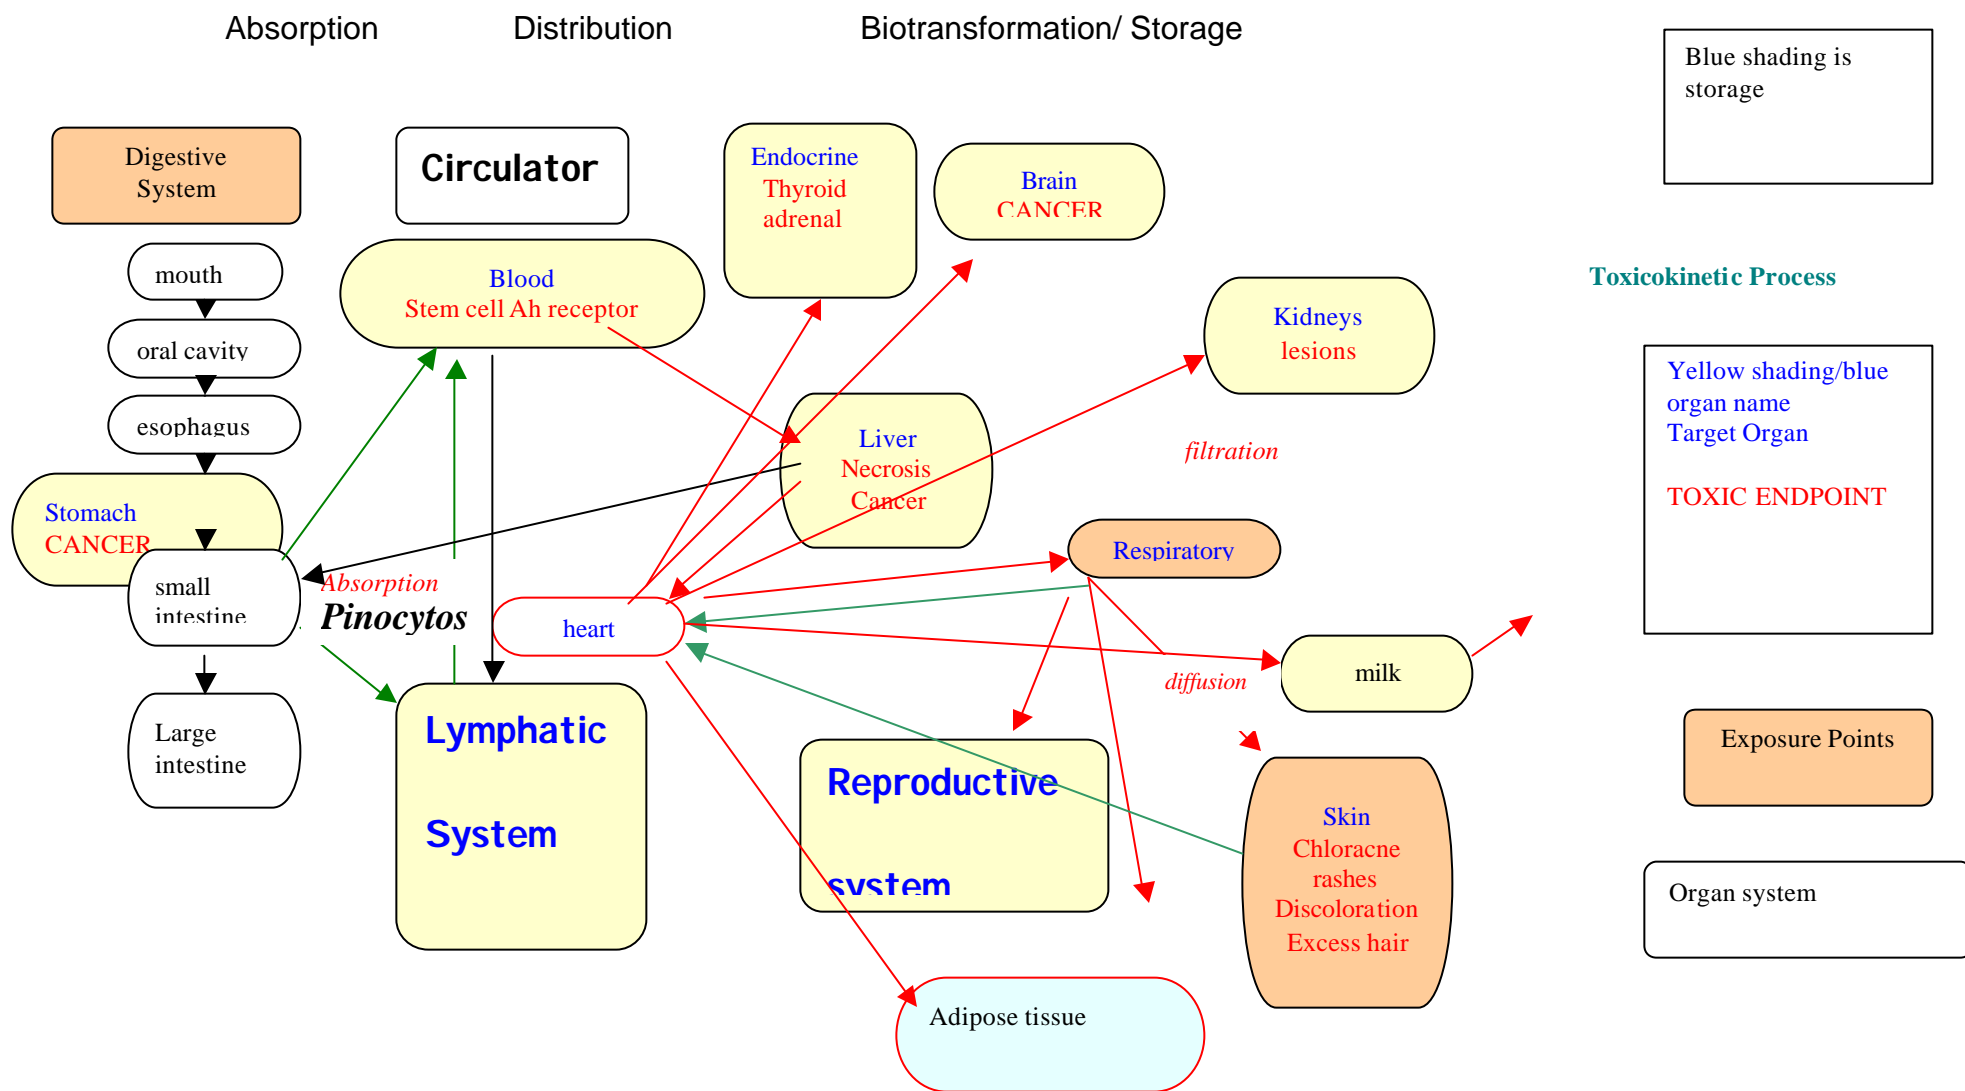 Absorption Distribution Biotransformation/ Storage
Blue shading is
storage
Digestive
System
Circulator
Endocrine
Thyroid
adrenal
Brain
CANCER
mouth
Blood
Stem cell Ah receptor
Toxicokinetic Process
oral cavity
Kidneys
lesions
esophagus
Yellow shading/blue
organ name
Target Organ
TOXIC ENDPOINT
Liver
Necrosis
Cancer
filtration
Stomach
CANCER
Respiratory
small
intestine
Absorption
Pinocytos
heart
diffusion
milk
Large
intestine
Lymphatic
System
Reproductive
system
Exposure Points
Skin
Chloracne
rashes
Discoloration
Excess hair
Organ system
Adipose tissue